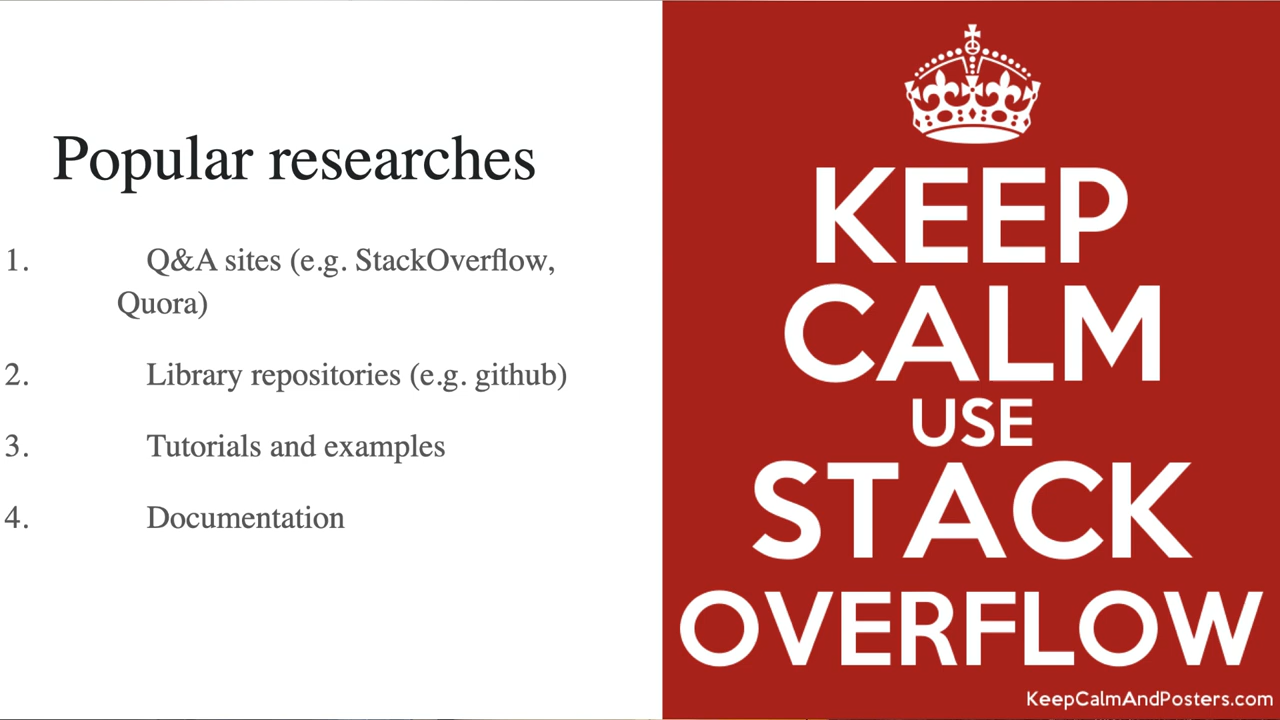 Popular researches
1. Q&A sites (e.g. StackOverflow,
Quora)
2. Library repositories (e.g. github)
3. Tutorials and examples
4. Documentation
KEEP
CALM
USE
STACK
OVERFLOW
KeepCalmAndPosters.com